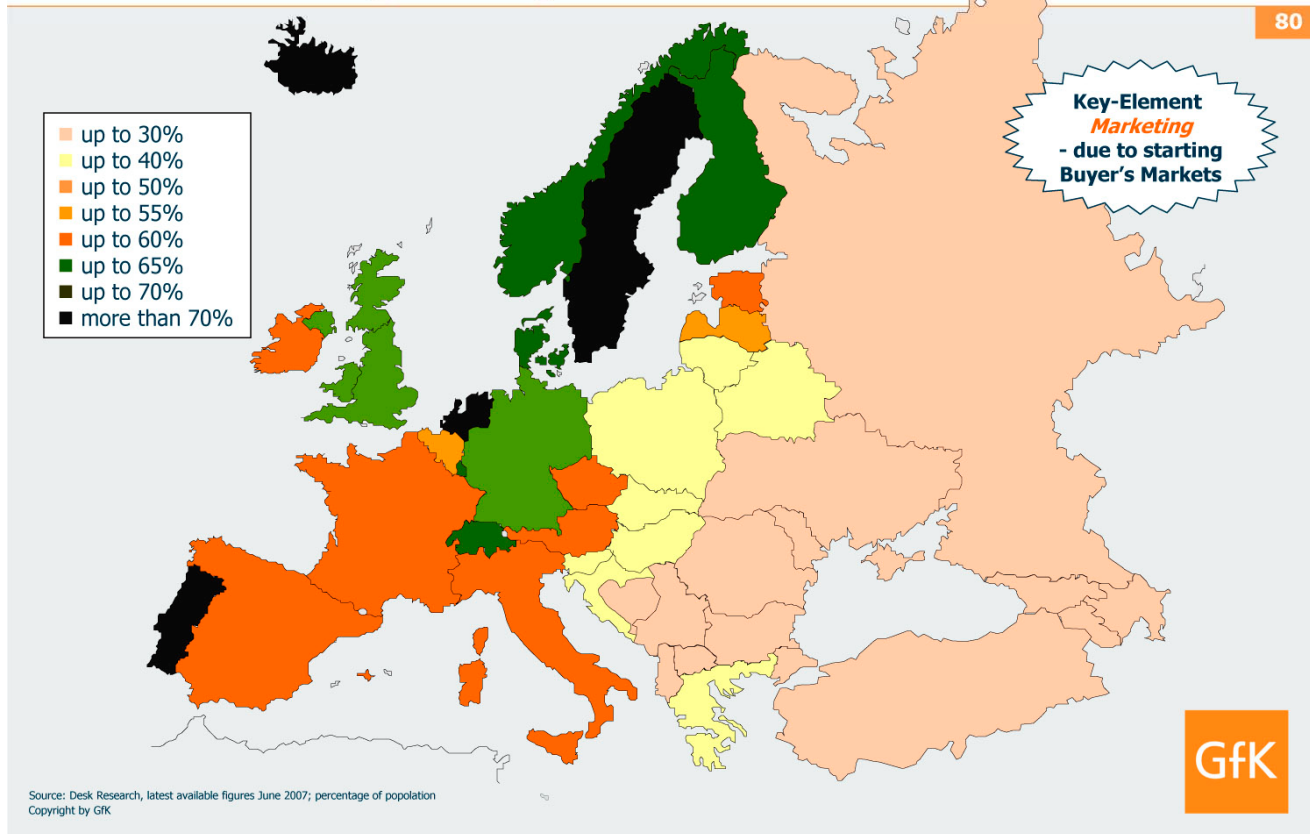 80
Key-Element
Marketing
- due to starting
Buyer's Markets
up to 30%
up to 40%
up to 50%
up to 55%
up to 60%
up to 65%
up to 70%
more than 70%
GfK
Source: Desk Research, latest available figures June 2007; percentage of popolation
Copyright by GfK